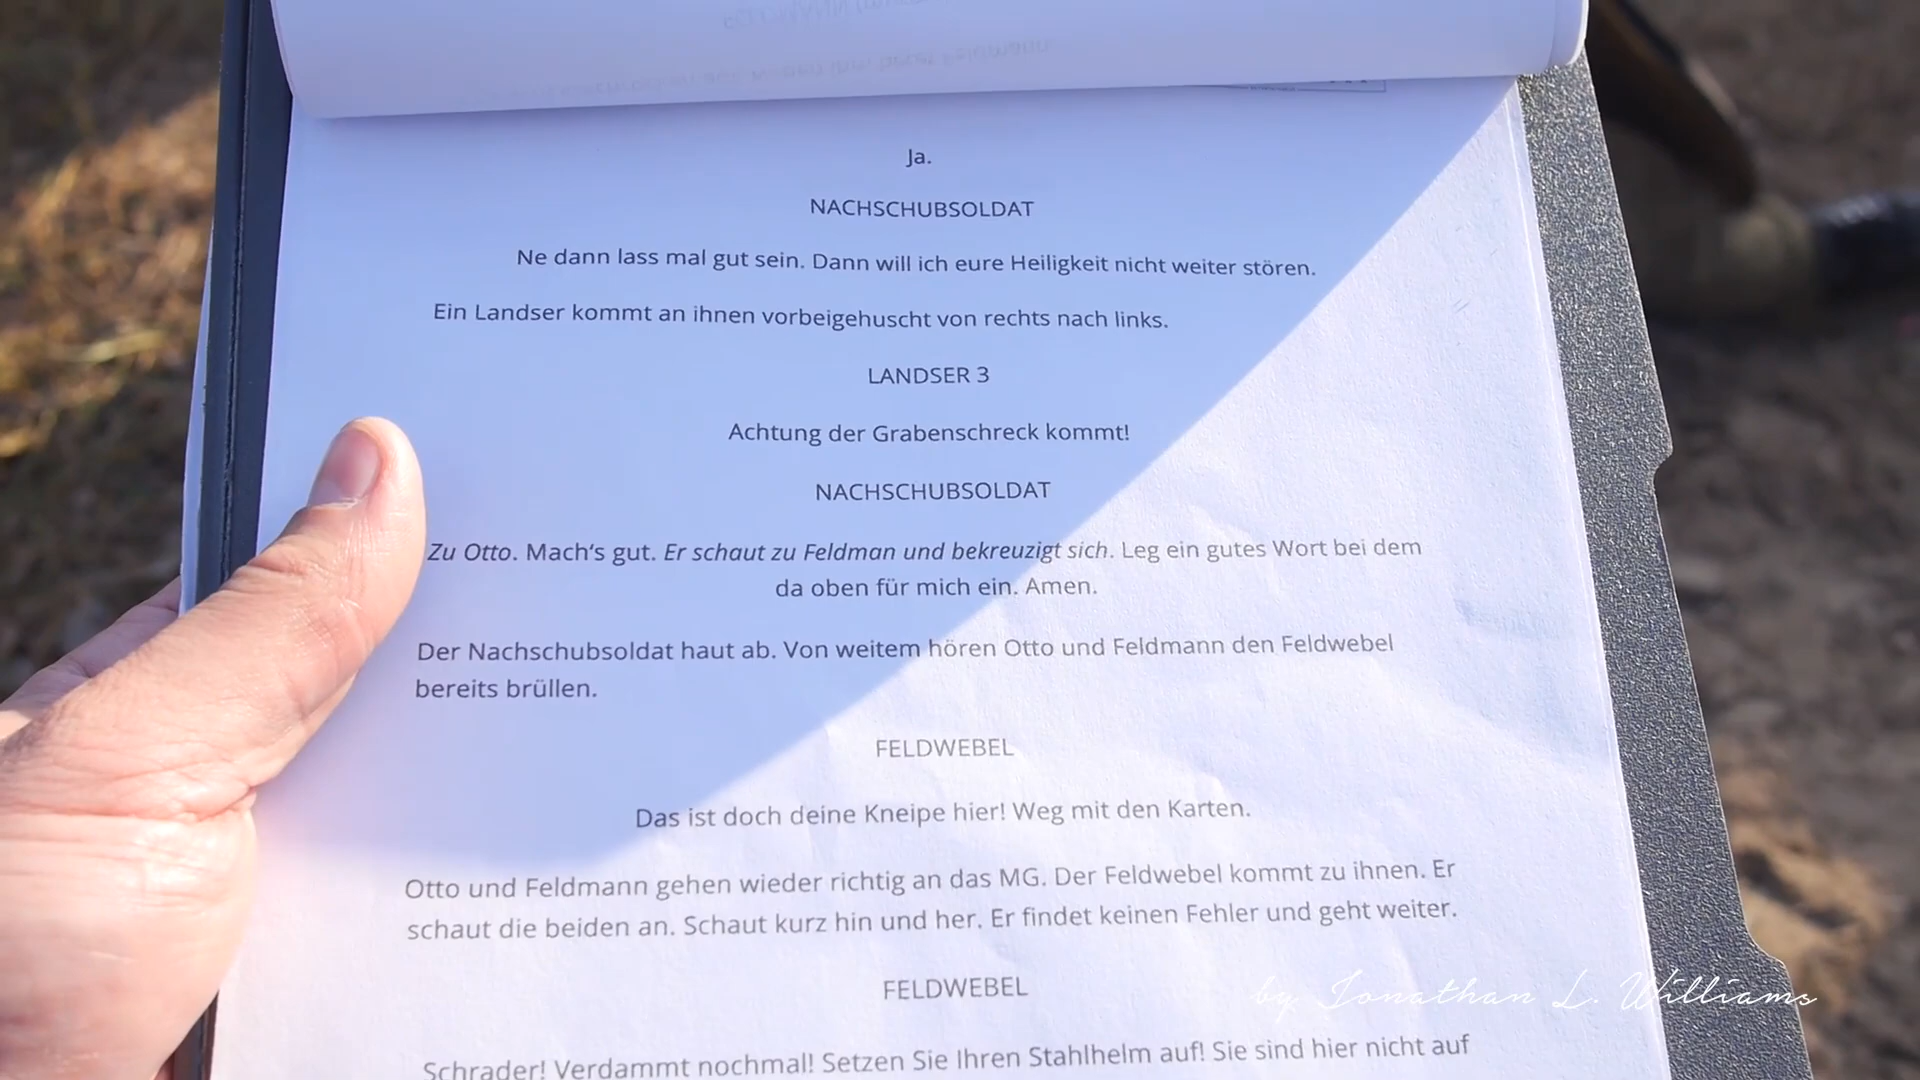 Ja.
NACHSCHUBSOLDAT
Ne dann lass mal gut sein. Dann will ich eure Heiligkeit nicht weiter stören.
Ein Landser kommt an ihnen vorbeigehuscht von rechts nach links.
LANDSER 3
Achtung der Grabenschreck kommt!
NACHSCHUBSOLDAT
Zu Otto. Mach's gut. Er schaut zu Feldman und bekreuzigt sich. Leg ein gutes Wort bei dem
da oben für mich ein. Amen.
Der Nachschubsoldat haut ab. Von weitem hören Otto und Feldmann den Feldwebel
bereits brüllen.
FELDWEBEL
Das ist doch deine Kneipe hier! Weg mit den Karten.
Otto und Feldmann gehen wieder richtig an das MG. Der Feldwebel kommt zu ihnen. Er
schaut die beiden an. Schaut kurz hin und her. Er findet keinen Fehler und geht weiter.
FELDWEBEL
Schrader! Verdammt nochmal! Setzen Sie Ihren Stahlhelm auf! Sie sind hier nicht auf
by Jonathan L. Williams